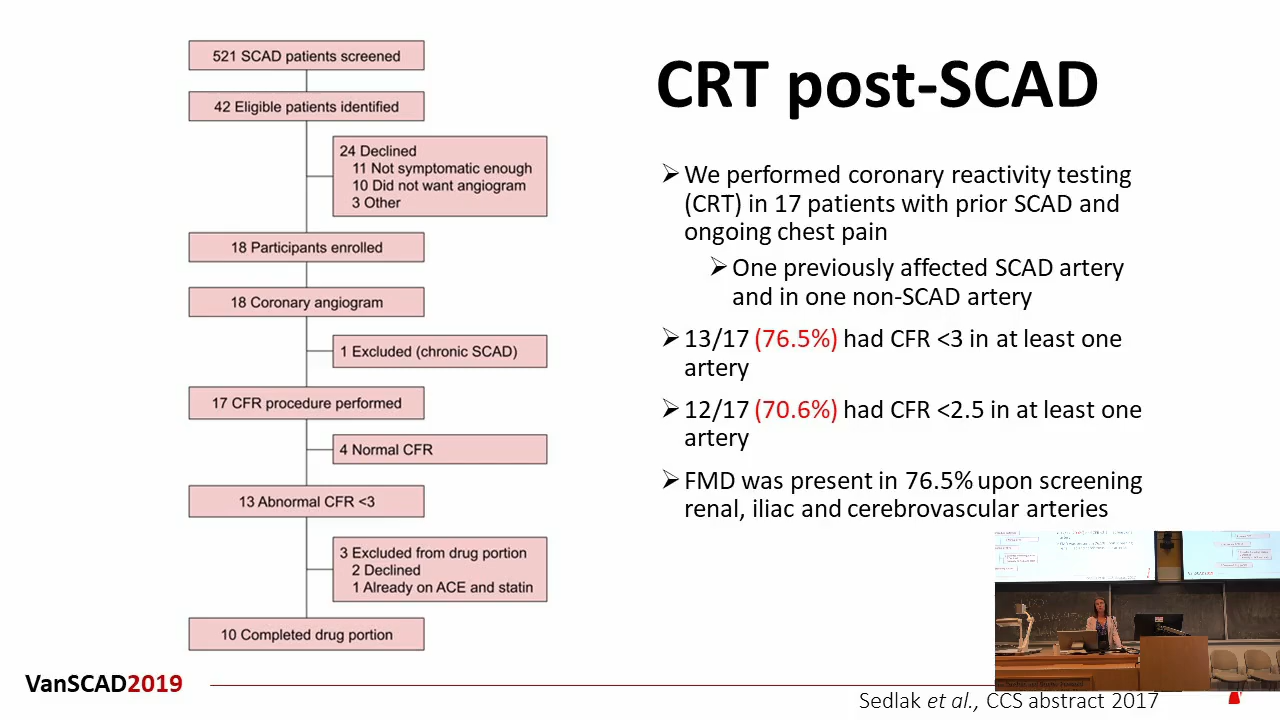 521 SCAD patients screened
42 Eligible patients identified
24 Declined
11 Not symptomatic enough
10 Did not want angiogram
3 Other
18 Participants enrolled
18 Coronary angiogram
1 Excluded (chronic SCAD)
17 CFR procedure performed
4 Normal CFR
13 Abnormal CFR <3
3 Excluded from drug portion
2 Declined
1 Already on ACE and statin
10 Completed drug portion
CRT post-SCAD
➢ We performed coronary reactivity testing
(CRT) in 17 patients with prior SCAD and
ongoing chest pain
➢ One previously affected SCAD artery
and in one non-SCAD artery
➢ 13/17 (76.5%) had CFR <3 in at least one
artery
➢ 12/17 (70.6%) had CFR <2.5 in at least one
artery
➢ FMD was present in 76.5% upon screening
renal, iliac and cerebrovascular arteries
VanSCAD2019
Sedlak et al., CCS abstract 2017